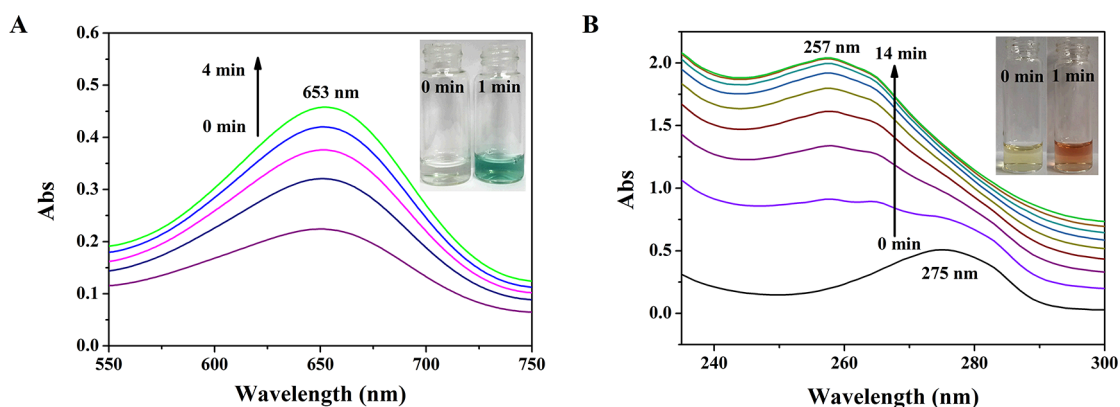 A
0.6
0.5
0.4
0.3
0.2
0.1
0.0
Abs
4 min
0 min
653 nm
0 min
1 min
550
600
650
700
750
Wavelength (nm)
B
2.0
1.5
1.0
0.5
0.0
Abs
257 nm
14 min
0 min
275 nm
0 min
1 min
240
260
280
300
Wavelength (nm)